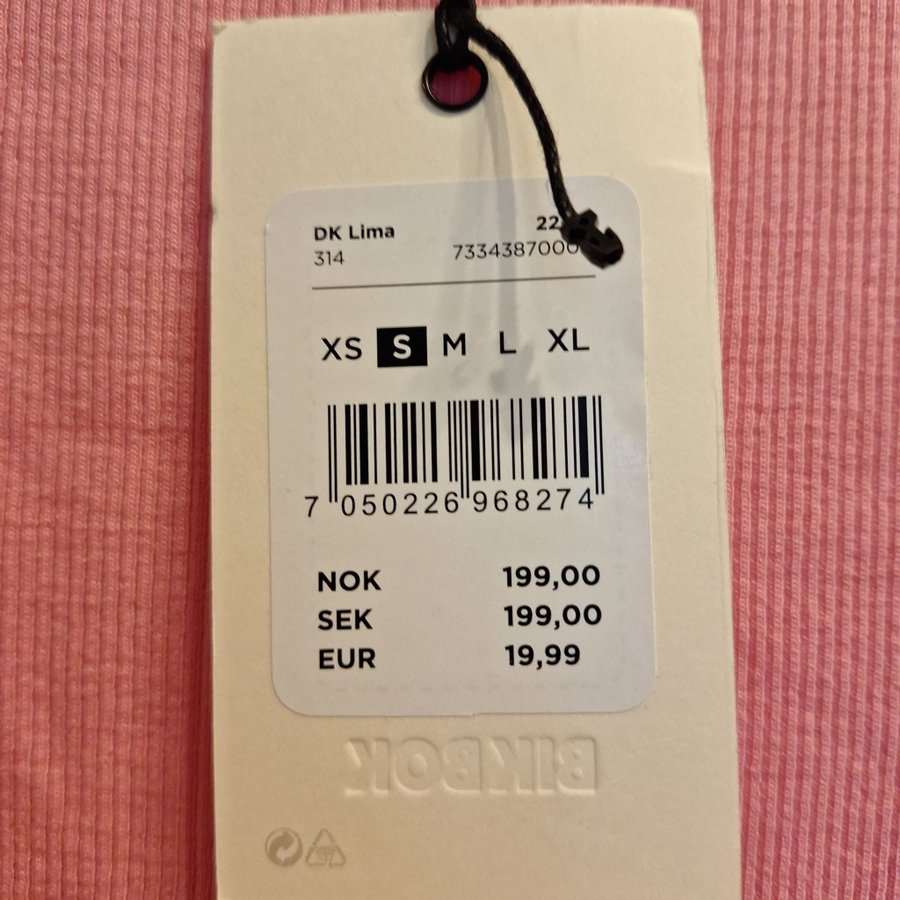 DK Lima 22
314 7334387000
XS S M L XL
7 050226 968274
NOK 199,00
SEK 199,00
EUR 19,99
BIKBOK